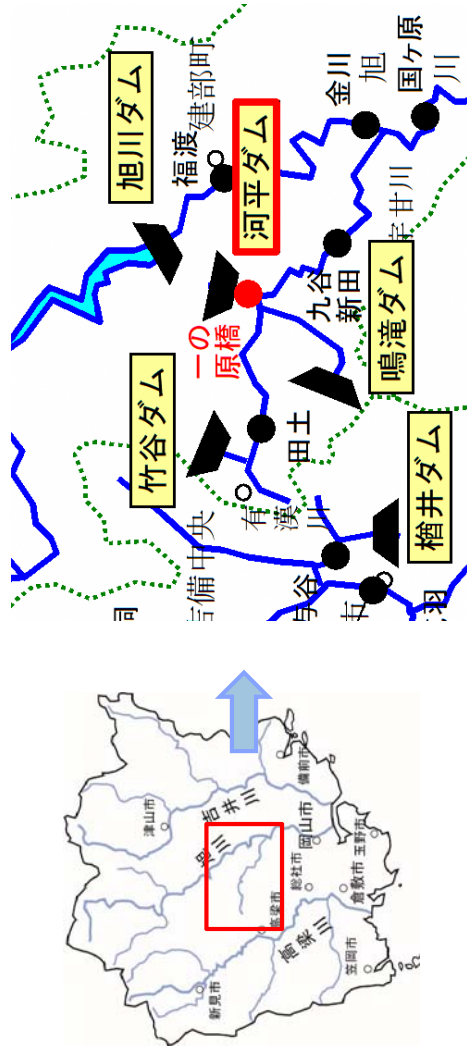 津山市
新見市
吉井川
旭川
高梁市
高梁川
総社市
岡山市
備前市
倉敷市
玉野市
笠岡市
旭川ダム
福渡
建部町
河平ダム
一の
原橋
竹谷ダム
田土
九谷
新田
鳴滝ダム
宇甘川
金川
旭
川
国ヶ原
吉備中央
有
漢
川
楢井ダム